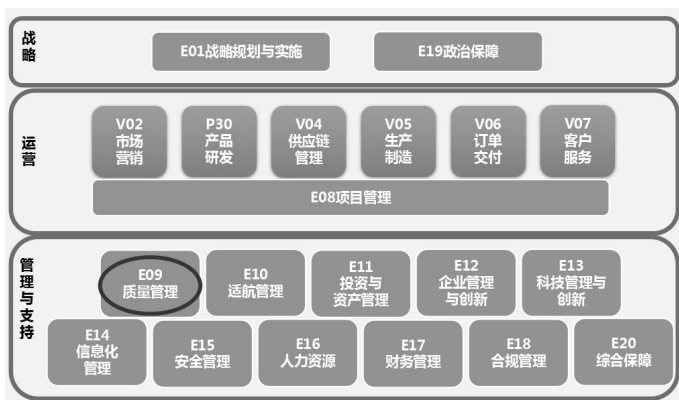 战略
E01战略规划与实施
E19政治保障
运营
V02
市场
营销
P30
产品
研发
V04
供应链
管理
V05
生产
制造
V06
订单
交付
V07
客户
服务
E08项目管理
管理与支持
E09
质量管理
E10
适航管理
E11
投资与
资产管理
E12
企业管理
与创新
E13
科技管理与
创新
E14
信息化
管理
E15
安全管理
E16
人力资源
E17
财务管理
E18
合规管理
E20
综合保障